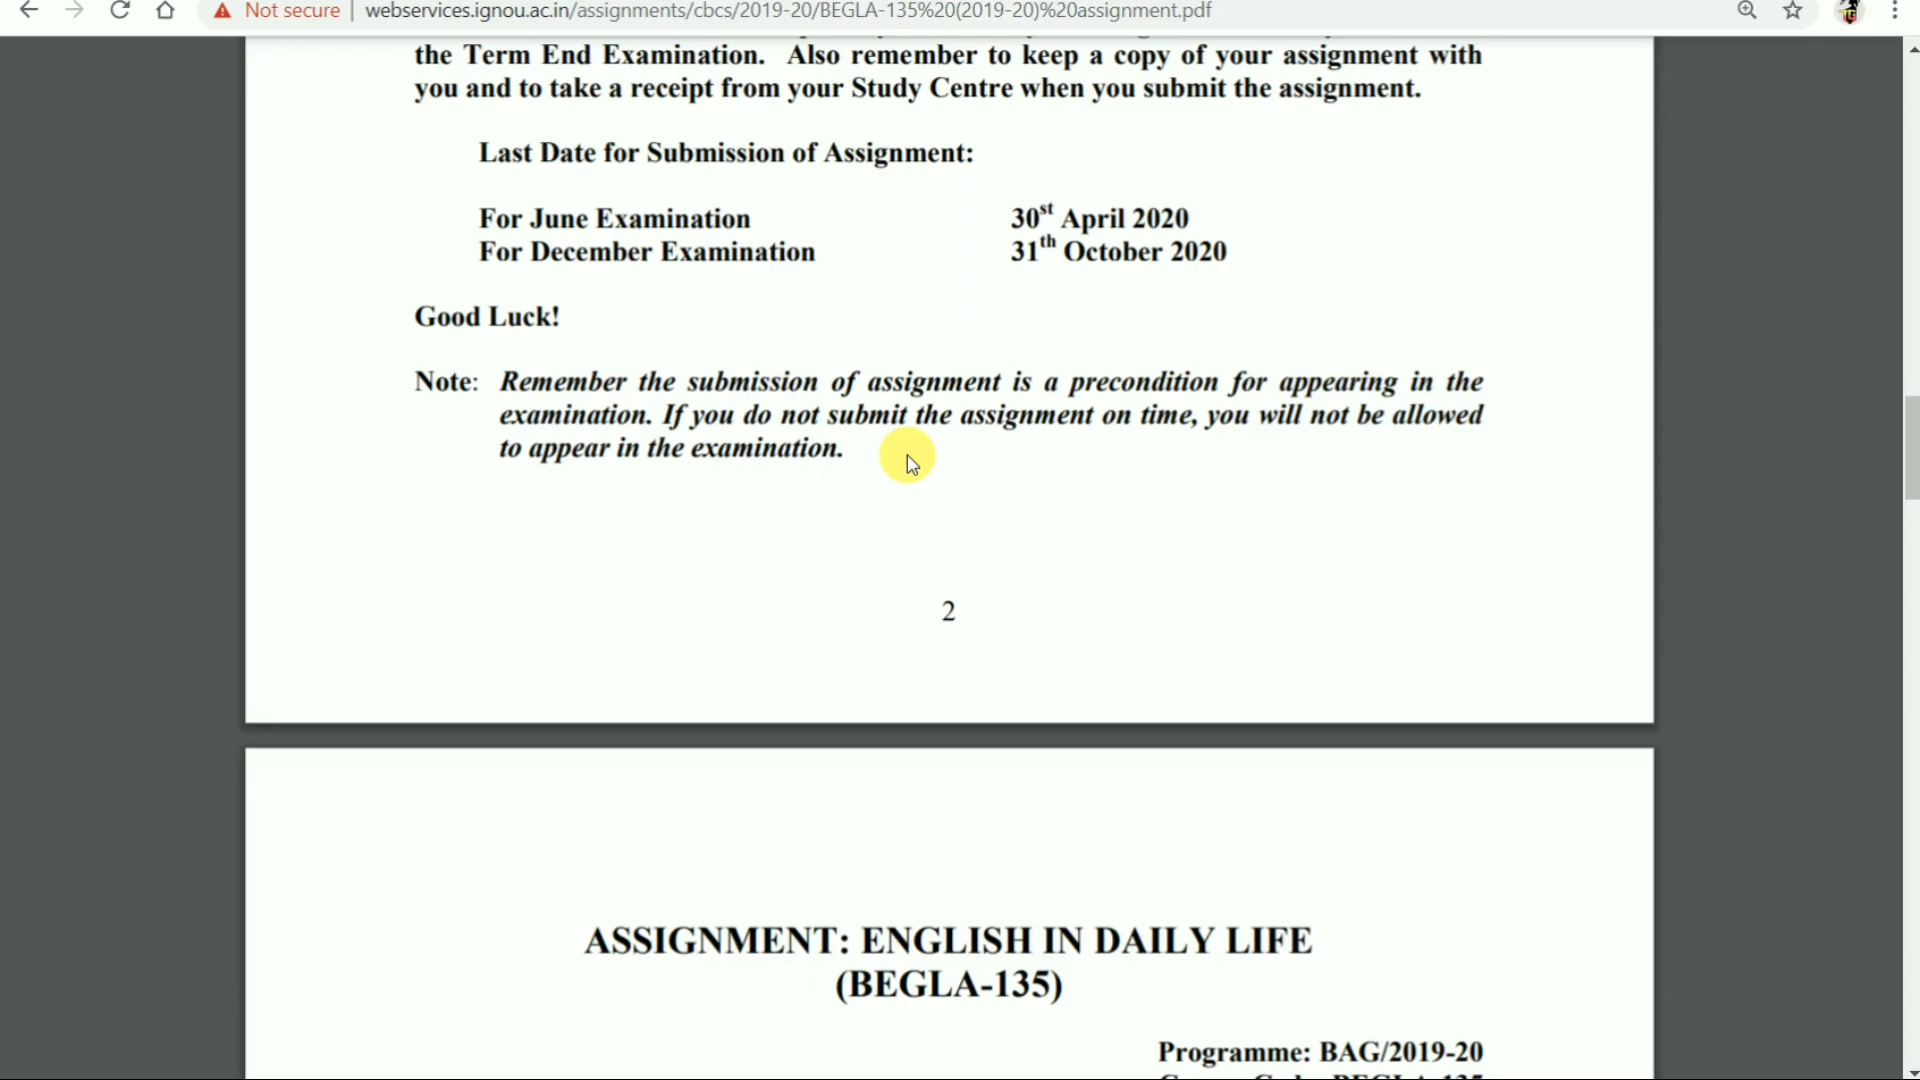 Not secure | webservices.ignou.ac.in/assignments/cbcs/2019-20/BEGLA-135%20(2019-20)%20assignment.pdf
the Term End Examination. Also remember to keep a copy of your assignment with
you and to take a receipt from your Study Centre when you submit the assignment.
Last Date for Submission of Assignment:
For June Examination 30st April 2020
For December Examination 31th October 2020
Good Luck!
Note: Remember the submission of assignment is a precondition for appearing in the
examination. If you do not submit the assignment on time, you will not be allowed
to appear in the examination.
2
ASSIGNMENT: ENGLISH IN DAILY LIFE
(BEGLA-135)
Programme: BAG/2019-20